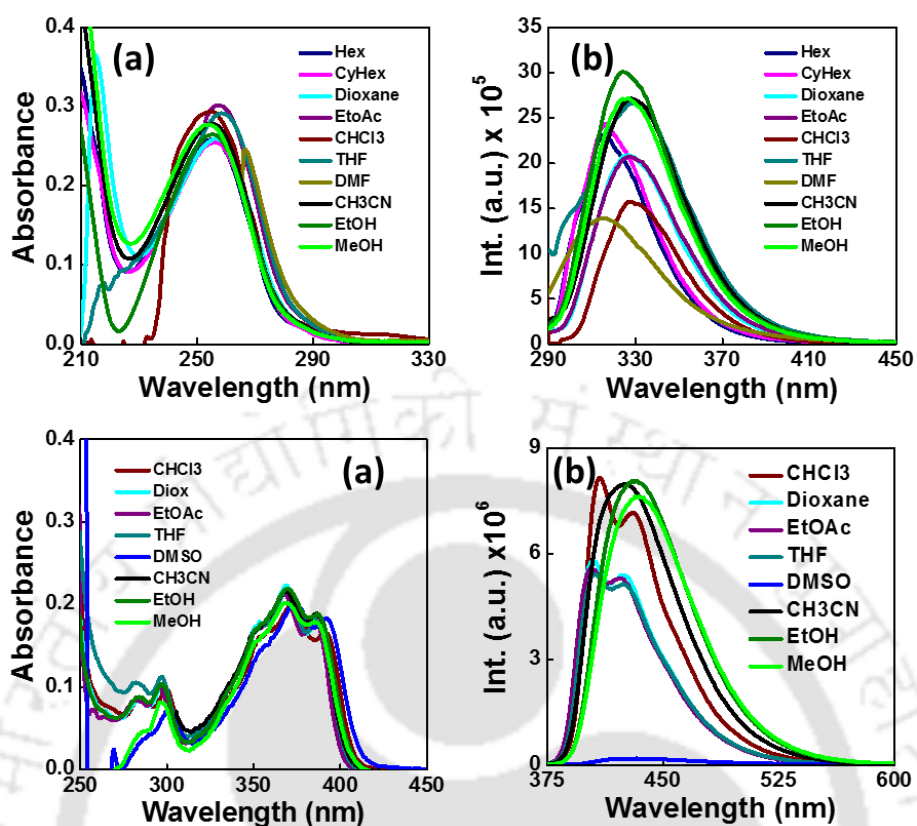 (a)
Hex
CyHex
Dioxane
EtoAc
CHCl3
THF
DMF
CH3CN
EtOH
MeOH
Absorbance
0.4
0.3
0.2
0.1
0.0
210 250 290 330
Wavelength (nm)
(b)
Hex
CyHex
Dioxane
EtoAc
CHCl3
THF
DMF
CH3CN
EtOH
MeOH
Int. (a.u.) x 10^5
35
30
25
20
15
10
5
0
290 330 370 410 450
Wavelength (nm)
(a)
CHCl3
Diox
EtOAc
THF
DMSO
CH3CN
EtOH
MeOH
Absorbance
0.4
0.3
0.2
0.1
0.0
250 300 350 400 450
Wavelength (nm)
(b)
CHCl3
Dioxane
EtOAc
THF
DMSO
CH3CN
EtOH
MeOH
Int. (a.u.) x10^6
9
6
3
0
375 450 525 600
Wavelength (nm)